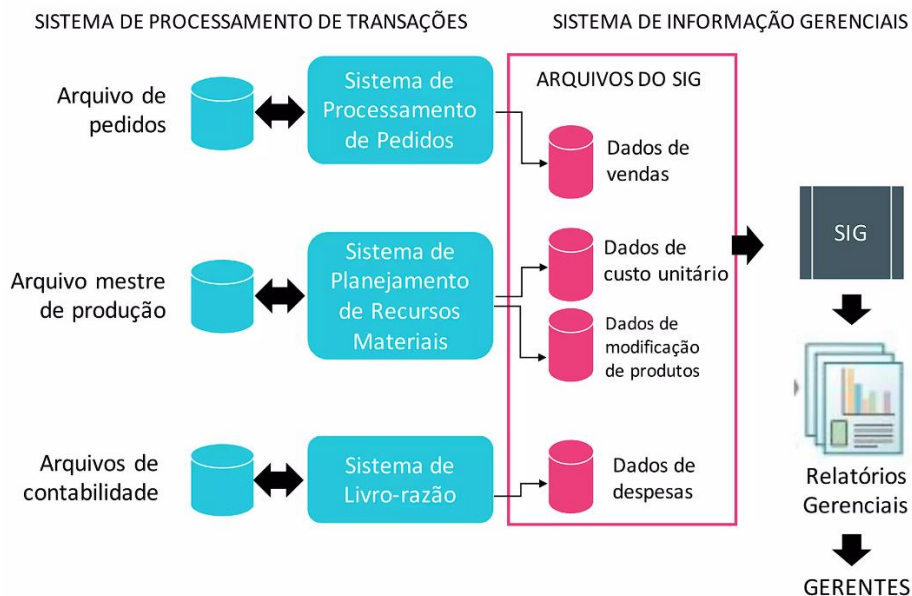 SISTEMA DE PROCESSAMENTO DE TRANSAÇÕES
SISTEMA DE INFORMAÇÃO GERENCIAIS
Arquivo de
pedidos
Sistema de
Processamento
de Pedidos
ARQUIVOS DO SIG
Dados de
vendas
Arquivo mestre
de produção
Sistema de
Planejamento
de Recursos
Materiais
Dados de
custo unitário
Dados de
modificação
de produtos
SIG
Arquivos de
contabilidade
Sistema de
Livro-razão
Dados de
despesas
Relatórios
Gerenciais
GERENTES